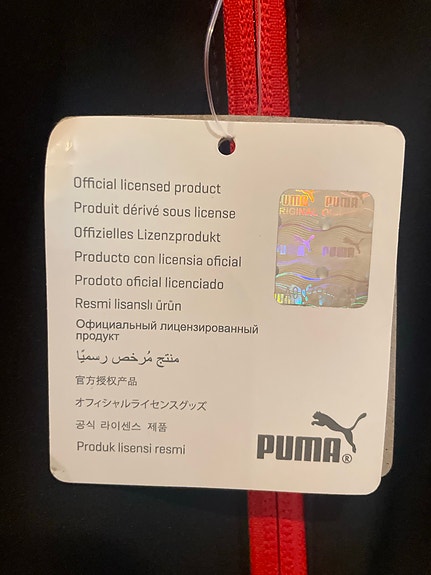 Official licensed product
Produit dérivé sous license
Offizielles Lizenzprodukt
Producto con licensia oficial
Prodoto oficial licenciado
Resmi lisanslı ürün
Официальный лицензированный
продукт
منتج مُرخص رسميًا
官方授权产品
オフィシャルライセンスグッズ
공식 라이센스 제품
Produk lisensi resmi
PUMA®
PUMA